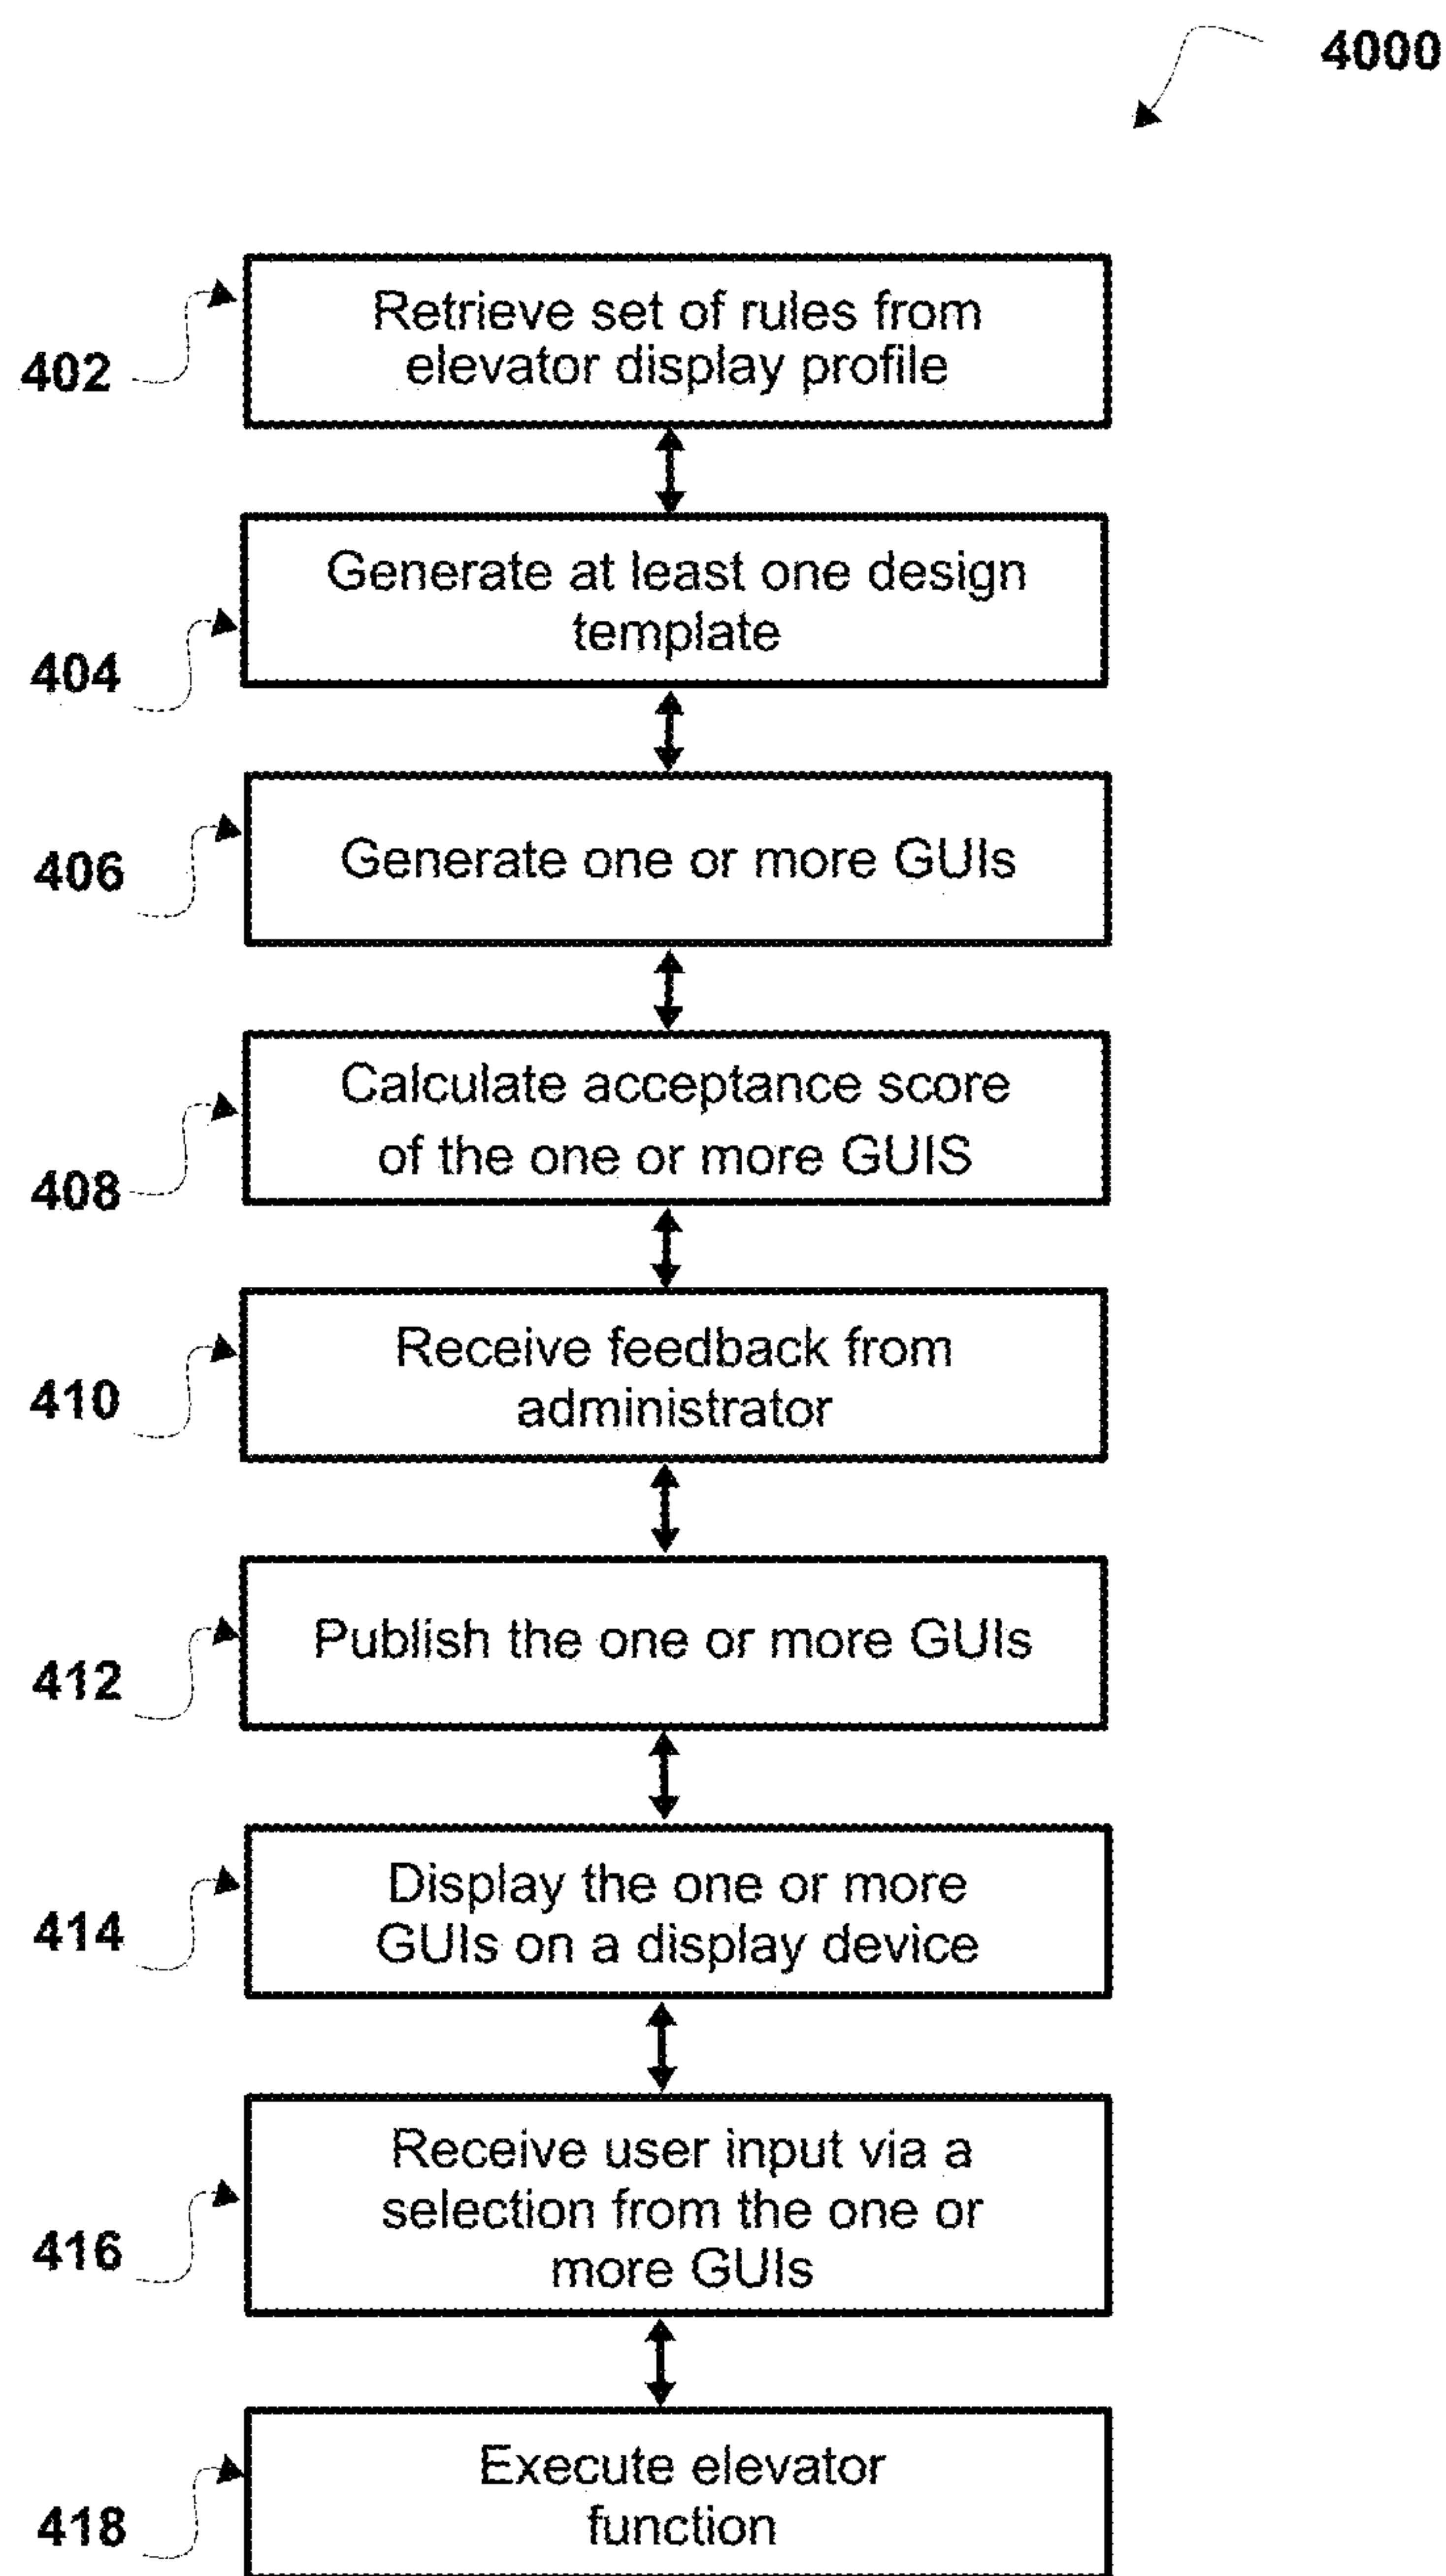 4000
402
Retrieve set of rules from
elevator display profile
404
Generate at least one design
template
406
Generate one or more GUIs
408
Calculate acceptance score
of the one or more GUIS
410
Receive feedback from
administrator
412
Publish the one or more GUIs
414
Display the one or more
GUIs on a display device
416
Receive user input via a
selection from the one or
more GUIs
418
Execute elevator
function